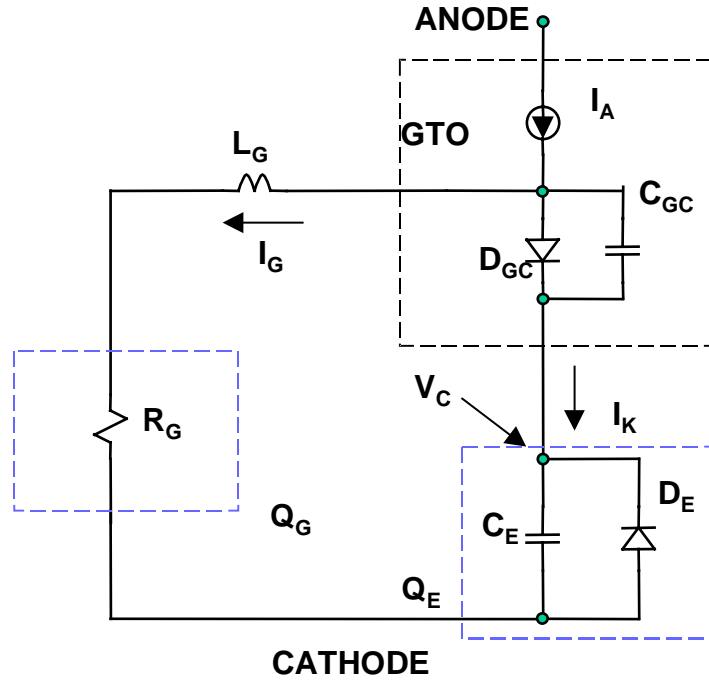 ANODE
I_A
GTO
L_G
C_GC
I_G
D_GC
V_C
I_K
R_G
D_E
Q_G
C_E
Q_E
CATHODE